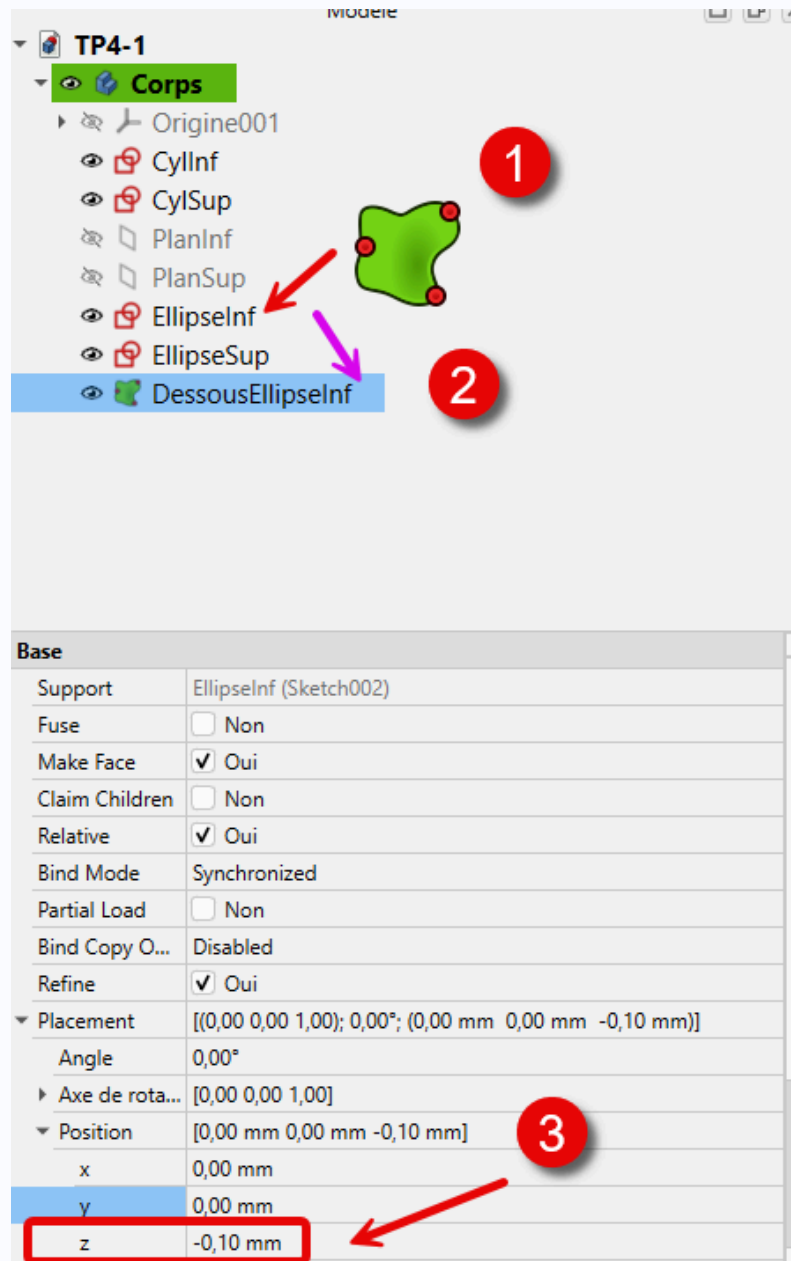 Modèle
TP4-1
Corps
Origine001
CylInf
CylSup
PlanInf
PlanSup
EllipseInf
EllipseSup
DessousEllipseInf
1
2
Base
Support EllipseInf (Sketch002)
Fuse Non
Make Face Oui
Claim Children Non
Relative Oui
Bind Mode Synchronized
Partial Load Non
Bind Copy O... Disabled
Refine Oui
Placement [(0,00 0,00 1,00); 0,00°; (0,00 mm 0,00 mm -0,10 mm)]
Angle 0,00°
Axe de rota... [0,00 0,00 1,00]
Position [0,00 mm 0,00 mm -0,10 mm]
3
x 0,00 mm
y 0,00 mm
z -0,10 mm